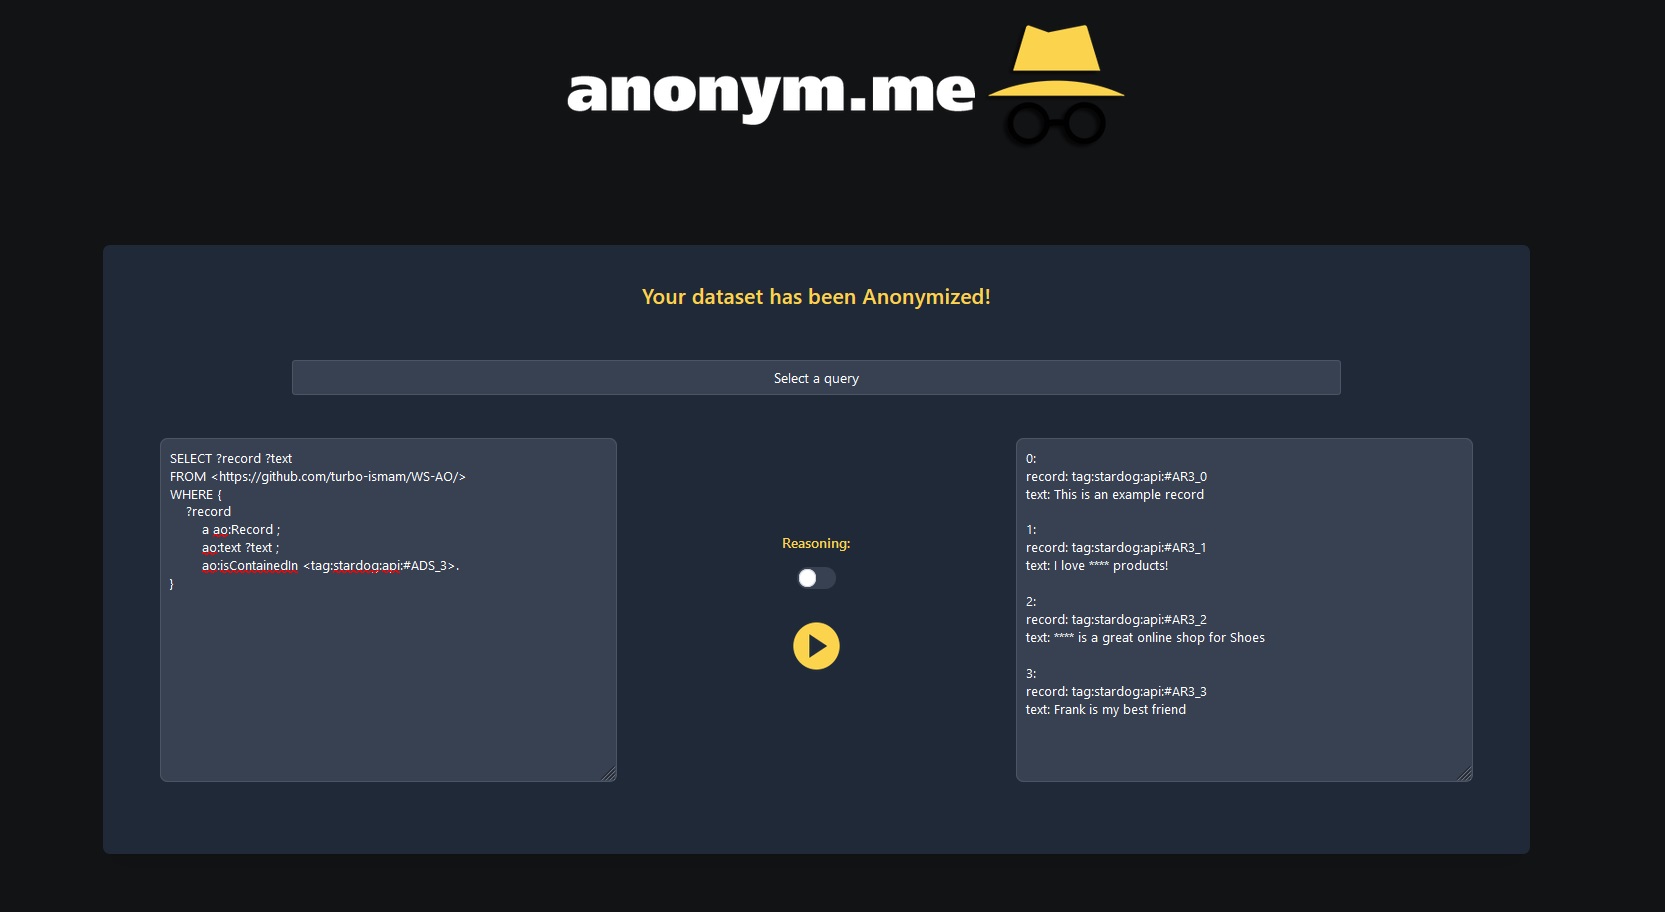 anonym.me
Your dataset has been Anonymized!
Select a query
SELECT ?record ?text
FROM <https://github.com/turbo-ismam/WS-AO/>
WHERE {
?record
a ao:Record ;
ao:text ?text ;
ao:isContainedIn <tag:stardog:api:#ADS_3>.
}
Reasoning:
0:
record: tag:stardog:api:#AR3_0
text: This is an example record
1:
record: tag:stardog:api:#AR3_1
text: I love **** products!
2:
record: tag:stardog:api:#AR3_2
text: **** is a great online shop for Shoes
3:
record: tag:stardog:api:#AR3_3
text: Frank is my best friend